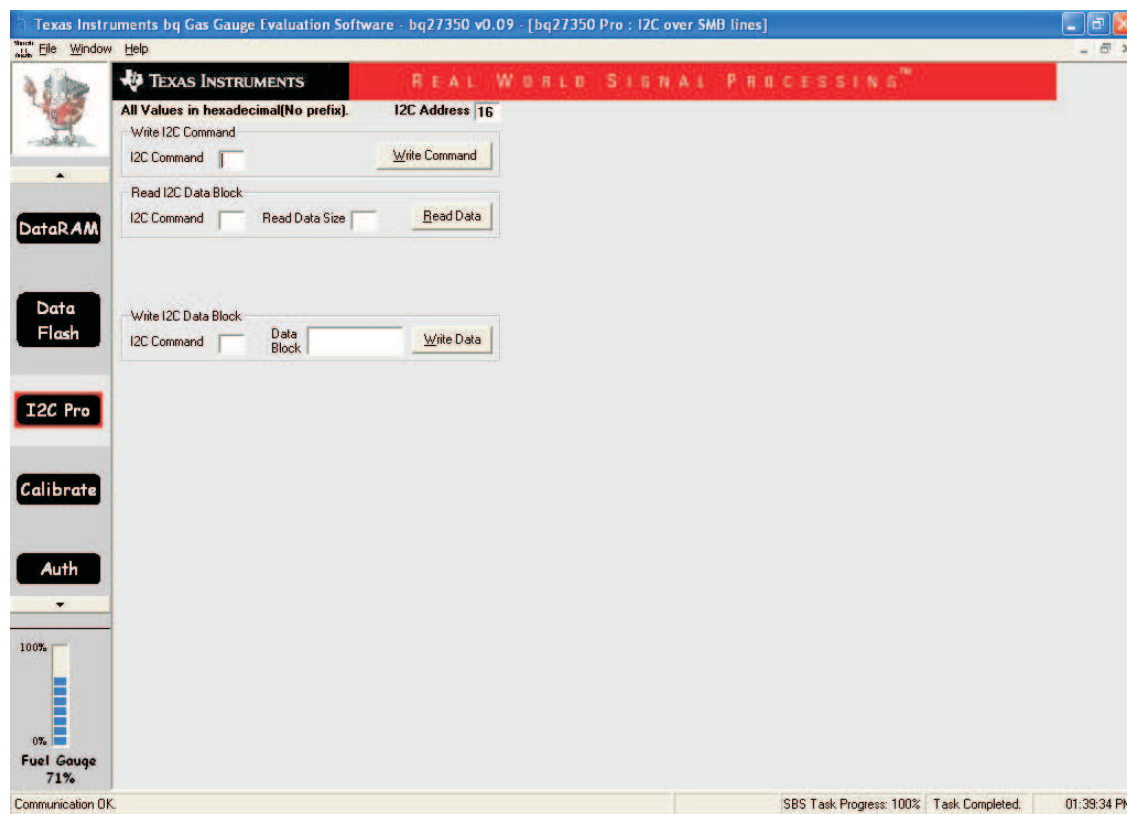 Texas Instruments bq Gas Gauge Evaluation Software - bq27350 v0.09 - [bq27350 Pro : I2C over SMB lines]
File Window Help
TEXAS INSTRUMENTS REAL WORLD SIGNAL PROCESSING™
All Values in hexadecimal(No prefix). I2C Address 16
Write I2C Command
I2C Command Write Command
Read I2C Data Block
I2C Command Read Data Size Read Data
Write I2C Data Block
I2C Command Data Block Write Data
DataRAM
Data
Flash
I2C Pro
Calibrate
Auth
100%
0%
Fuel Gauge
71%
Communication OK. SBS Task Progress: 100% Task Completed. 01:39:34 PM